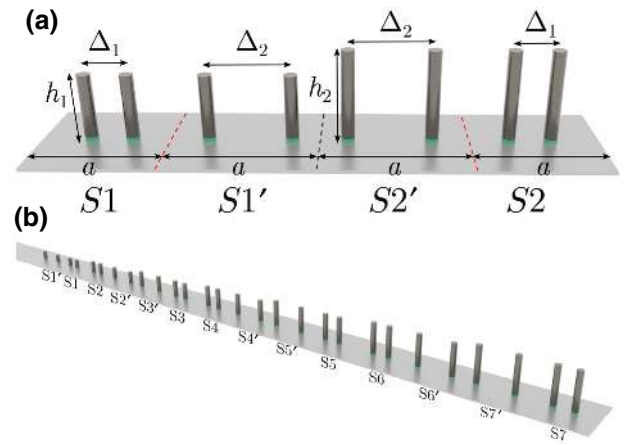 (a)
Δ₁ Δ₂ Δ₂ Δ₁
h₁ h₂
a a a a
S1 S1′ S2′ S2
(b)
S1′ S1 S2 S2′ S3′ S3 S4 S4′ S5′ S5 S6 S6′ S7′ S7